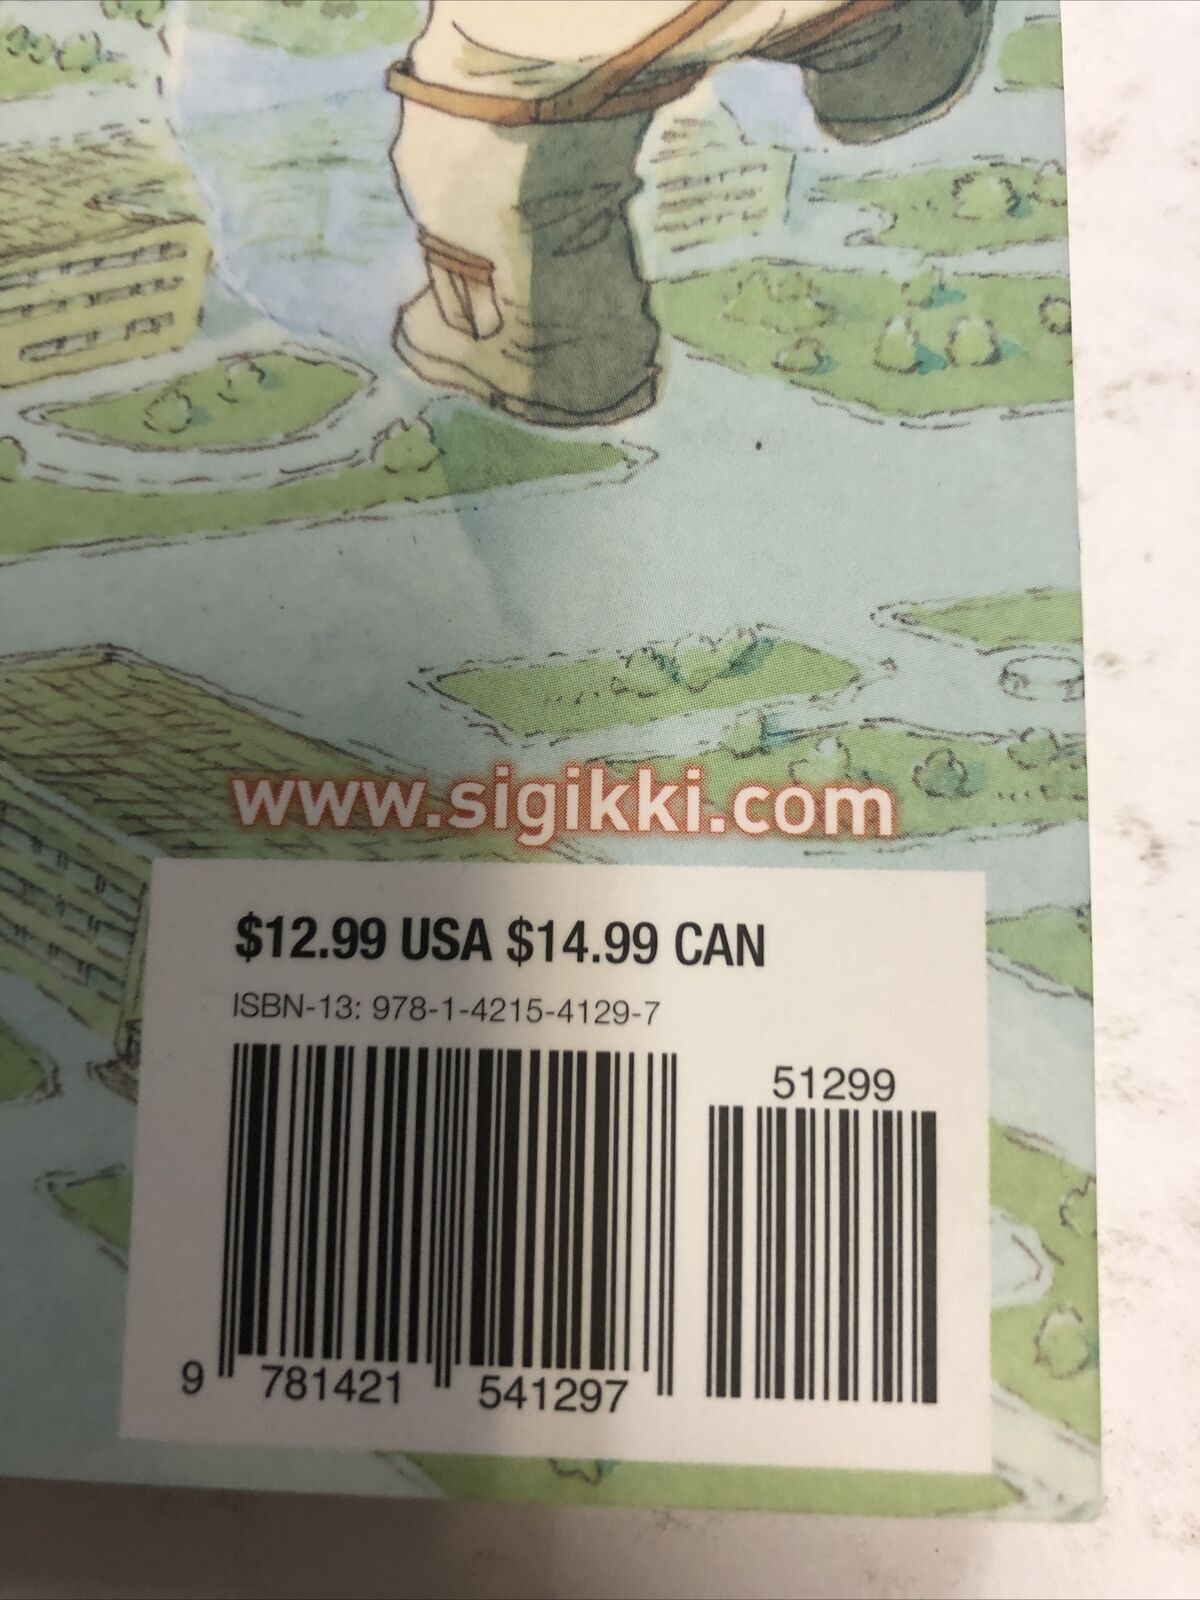 www.sigikki.com
$12.99 USA $14.99 CAN
ISBN-13: 978-1-4215-4129-7
51299
9 781421 541297